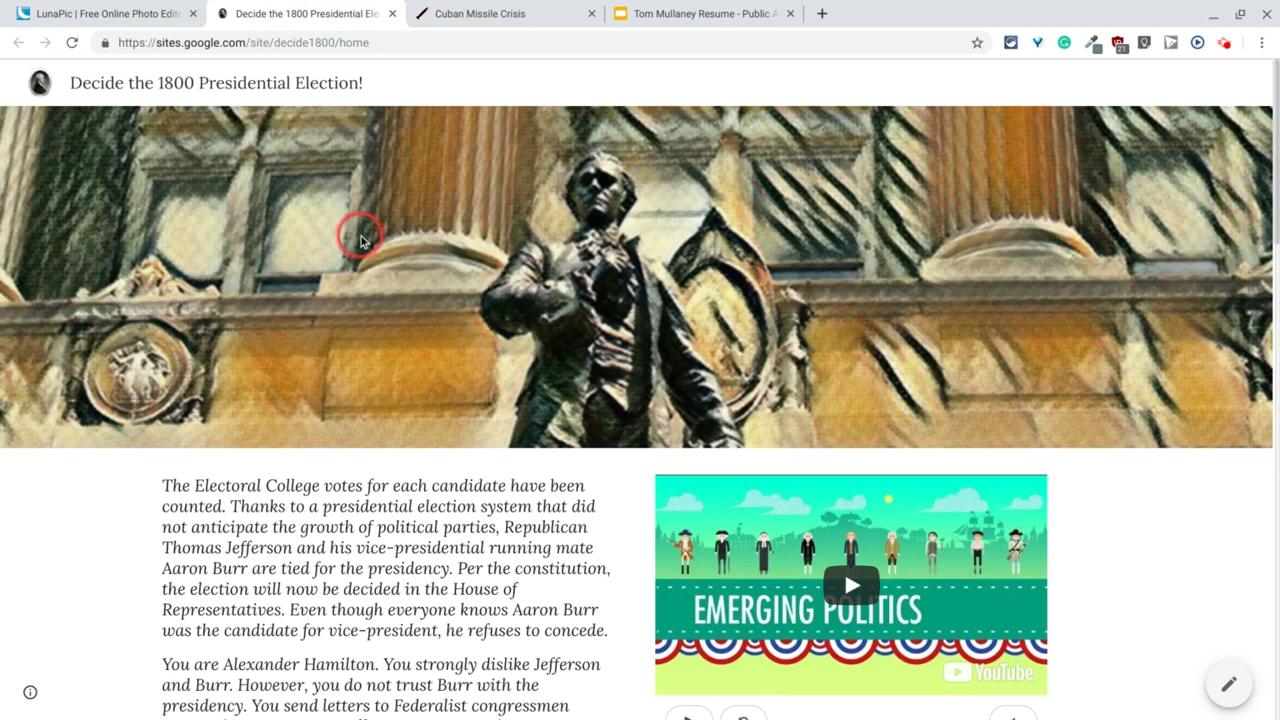 LunaPic | Free Online Photo Edito
Decide the 1800 Presidential Ele
Cuban Missile Crisis
Tom Mullaney Resume - Public A
https://sites.google.com/site/decide1800/home
21
Decide the 1800 Presidential Election!
The Electoral College votes for each candidate have been
counted. Thanks to a presidential election system that did
not anticipate the growth of political parties, Republican
Thomas Jefferson and his vice-presidential running mate
Aaron Burr are tied for the presidency. Per the constitution,
the election will now be decided in the House of
Representatives. Even though everyone knows Aaron Burr
was the candidate for vice-president, he refuses to concede.
You are Alexander Hamilton. You strongly dislike Jefferson
and Burr. However, you do not trust Burr with the
presidency. You send letters to Federalist congressmen
EMERGING POLITICS
YouTube